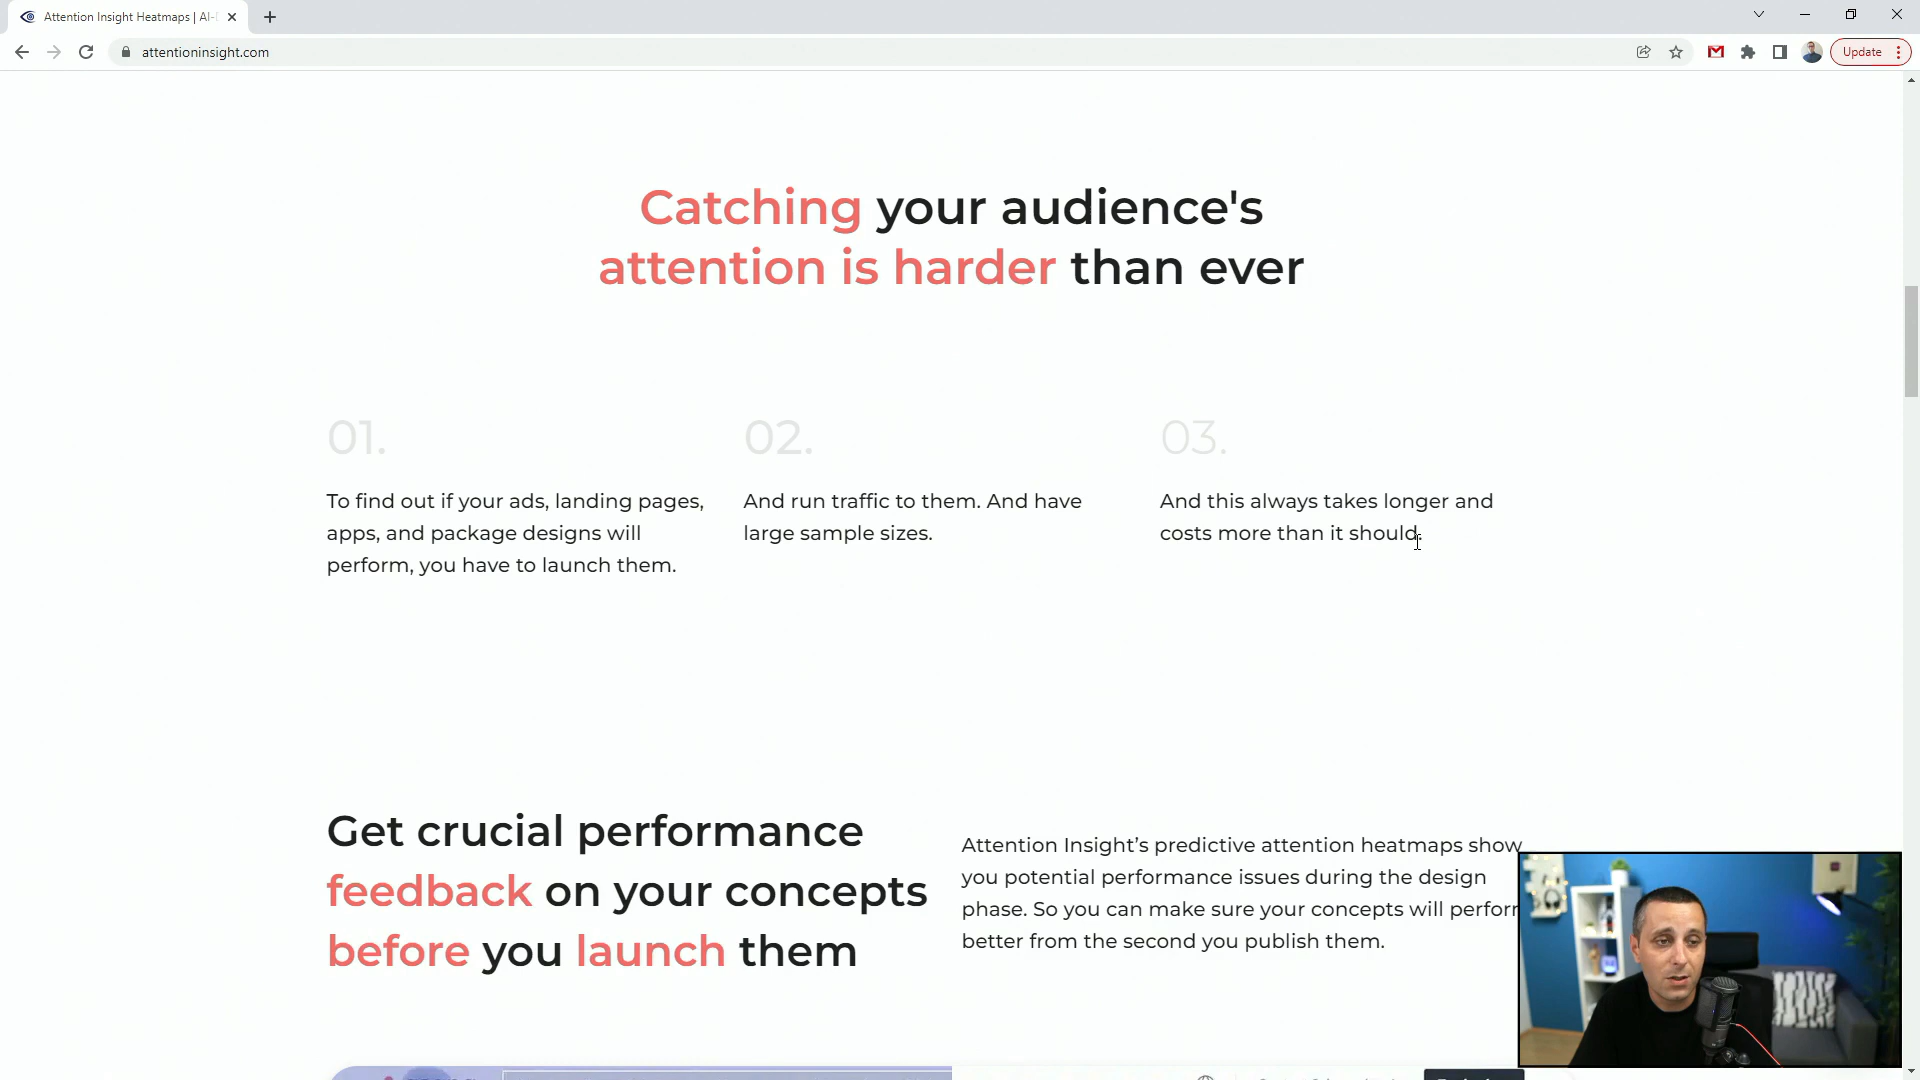 Attention Insight Heatmaps | AI-
attentioninsight.com
Update
Catching your audience's
attention is harder than ever
01.
To find out if your ads, landing pages,
apps, and package designs will
perform, you have to launch them.
02.
And run traffic to them. And have
large sample sizes.
03.
And this always takes longer and
costs more than it should.
Get crucial performance
feedback on your concepts
before you launch them
Attention Insight’s predictive attention heatmaps show
you potential performance issues during the design
phase. So you can make sure your concepts will perfor
better from the second you publish them.